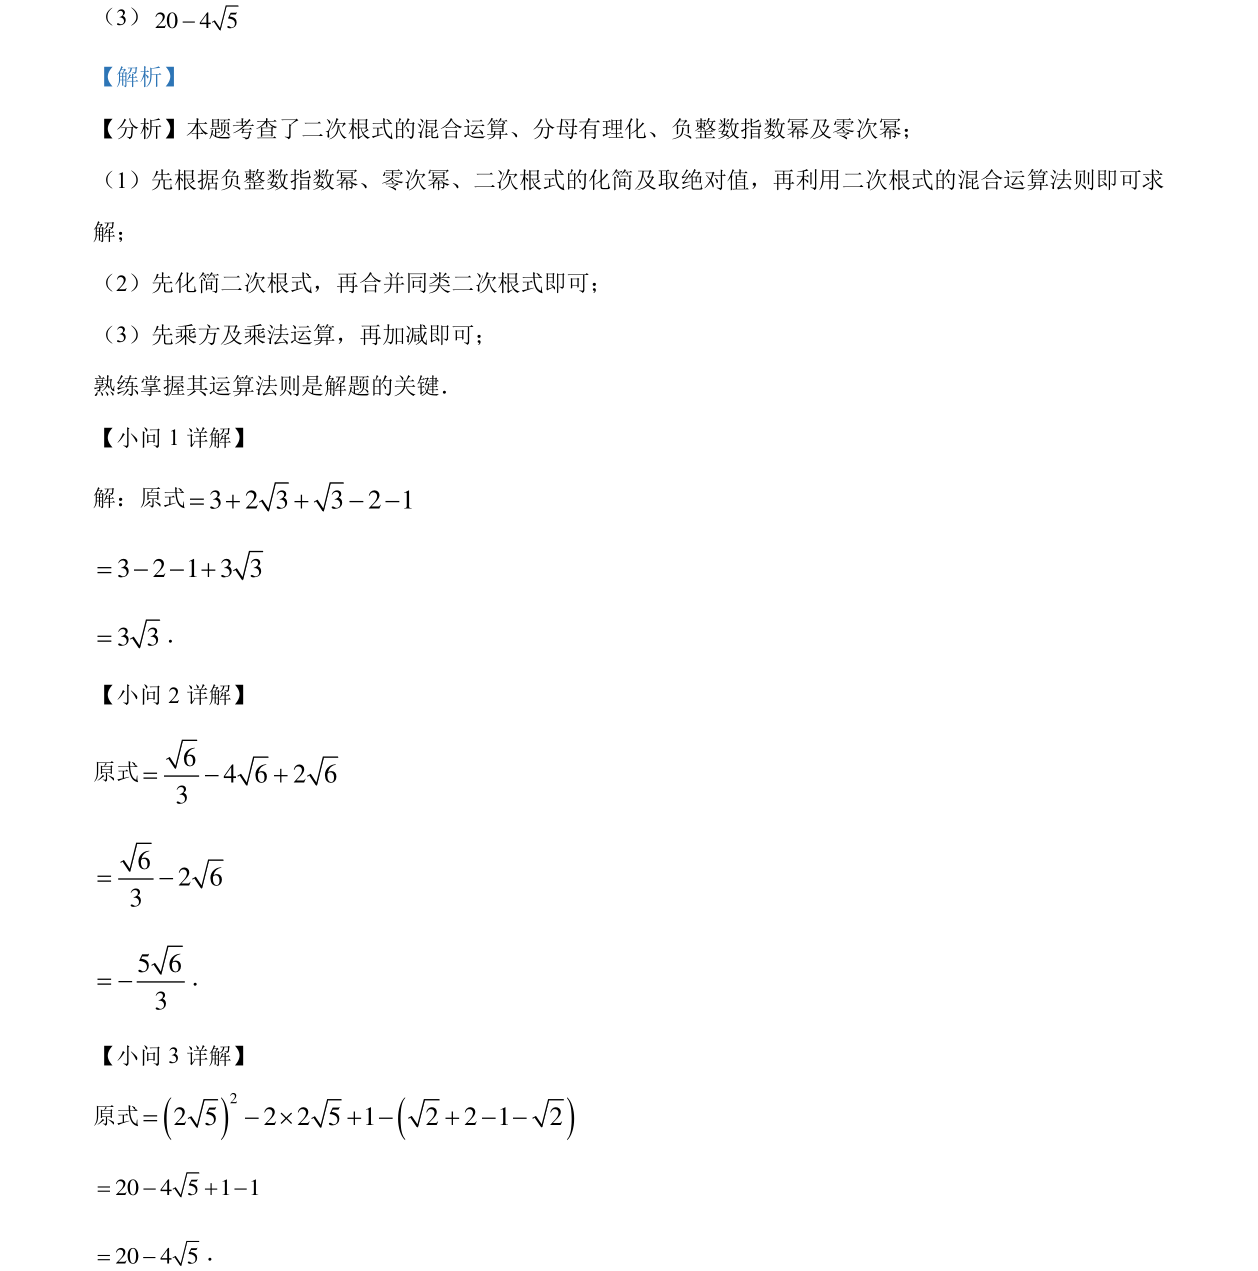 （3）20－4√5
【解析】
【分析】本题考查了二次根式的混合运算、分母有理化、负整数指数幂及零次幂；
（1）先根据负整数指数幂、零次幂、二次根式的化简及取绝对值，再利用二次根式的混合运算法则即可求
解；
（2）先化简二次根式，再合并同类二次根式即可；
（3）先乘方及乘法运算，再加减即可；
熟练掌握其运算法则是解题的关键．
【小问 1 详解】
解：原式＝3＋2√3＋√3－2－1
＝3－2－1＋3√3
＝3√3．
【小问 2 详解】
原式＝√6/3－4√6＋2√6
＝√6/3－2√6
＝－5√6/3．
【小问 3 详解】
原式＝(2√5)²－2×2√5＋1－(√2＋2－1－√2)
＝20－4√5＋1－1
＝20－4√5．